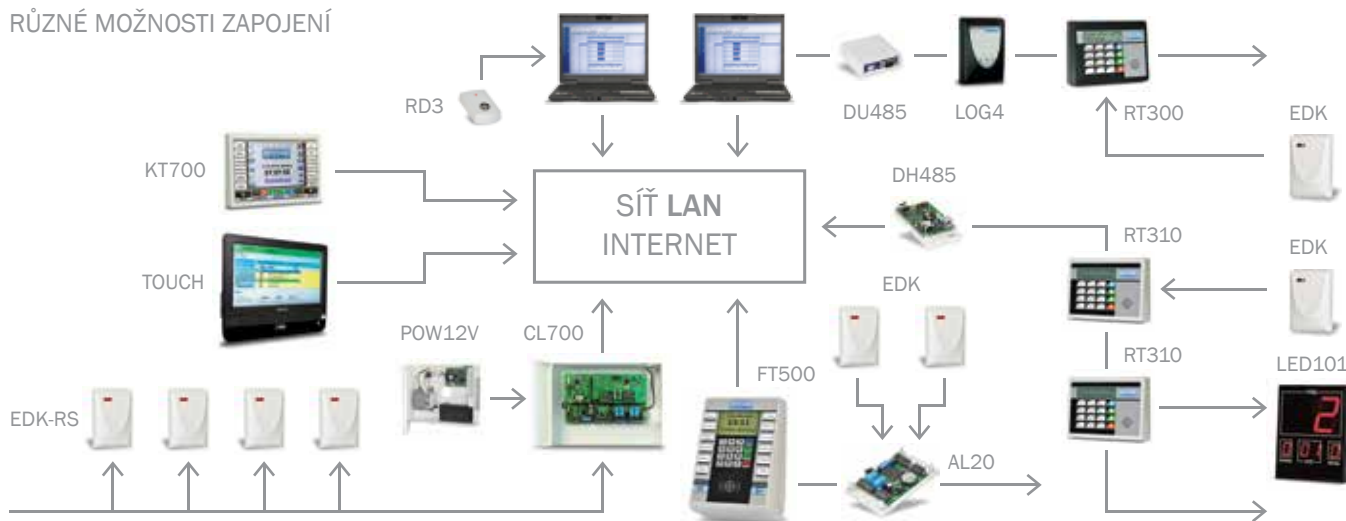 RŮZNÉ MOŽNOSTI ZAPOJENÍ
RD3
DU485
LOG4
RT300
EDK
KT700
SÍŤ LAN
INTERNET
DH485
RT310
EDK
TOUCH
EDK
POW12V
CL700
FT500
RT310
LED101
EDK-RS
AL20
2